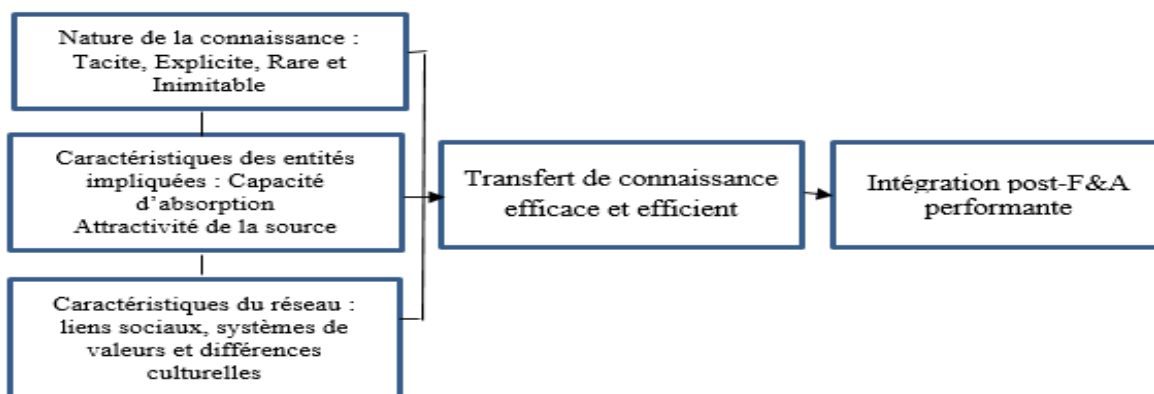 Nature de la connaissance :
Tacite, Explicite, Rare et
Inimitable
Caractéristiques des entités
impliquées : Capacité
d’absorption
Attractivité de la source
Caractéristiques du réseau :
liens sociaux, systèmes de
valeurs et différences
culturelles
Transfert de connaissance
efficace et efficient
Intégration post-F&A
performante